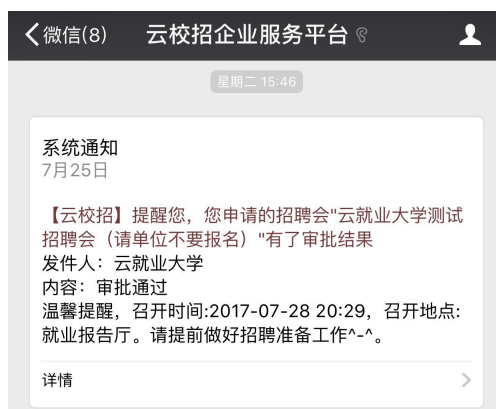 微信(8) 云校招企业服务平台
星期二 15:46
系统通知
7月25日
【云校招】提醒您，您申请的招聘会"云就业大学测试
招聘会（请单位不要报名）"有了审批结果
发件人：云就业大学
内容：审批通过
温馨提醒，召开时间:2017-07-28 20:29，召开地点:
就业报告厅。请提前做好招聘准备工作^-^。
详情